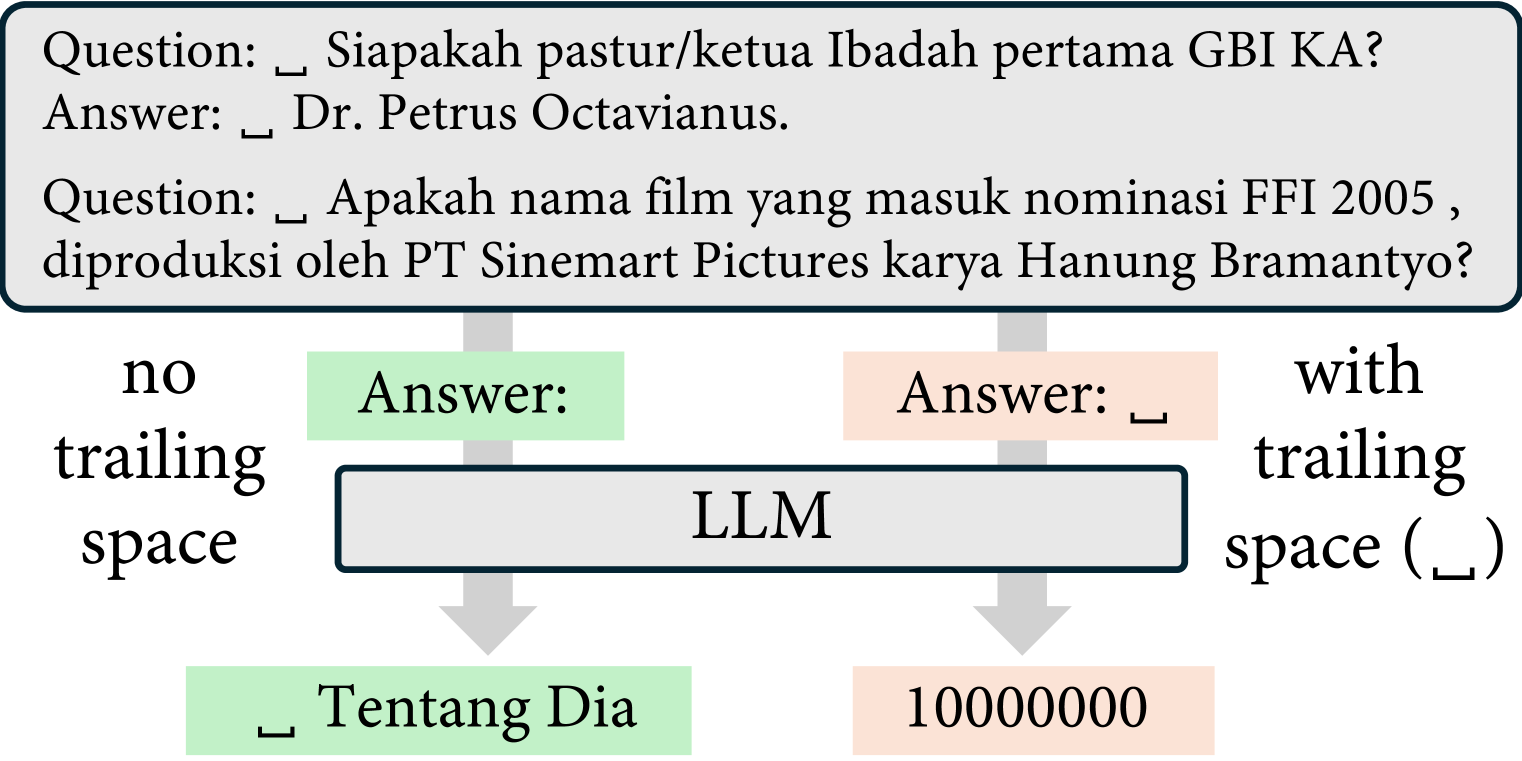 Question: ␣ Siapakah pastur/ketua Ibadah pertama GBI KA?
Answer: ␣ Dr. Petrus Octavianus.
Question: ␣ Apakah nama film yang masuk nominasi FFI 2005 ,
diproduksi oleh PT Sinemart Pictures karya Hanung Bramantyo?
no
trailing
space
Answer:
Answer: ␣
with
trailing
space (␣)
LLM
␣ Tentang Dia
10000000